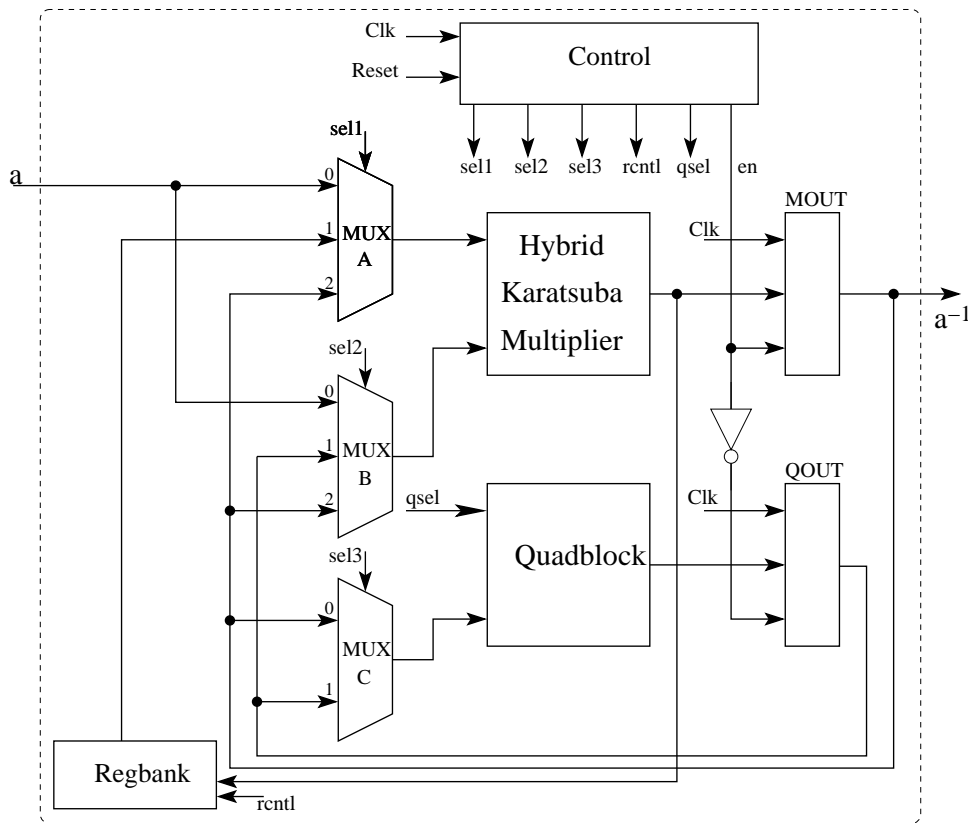 Clk
Reset
Control
sel1
sel1
sel2
sel3
rcntl
qsel
en
a
0
1
2
MUX
A
Hybrid
Karatsuba
Multiplier
MOUT
Clk
a−1
sel2
0
1
2
MUX
B
qsel
Quadblock
QOUT
Clk
sel3
0
1
MUX
C
Regbank
rcntl